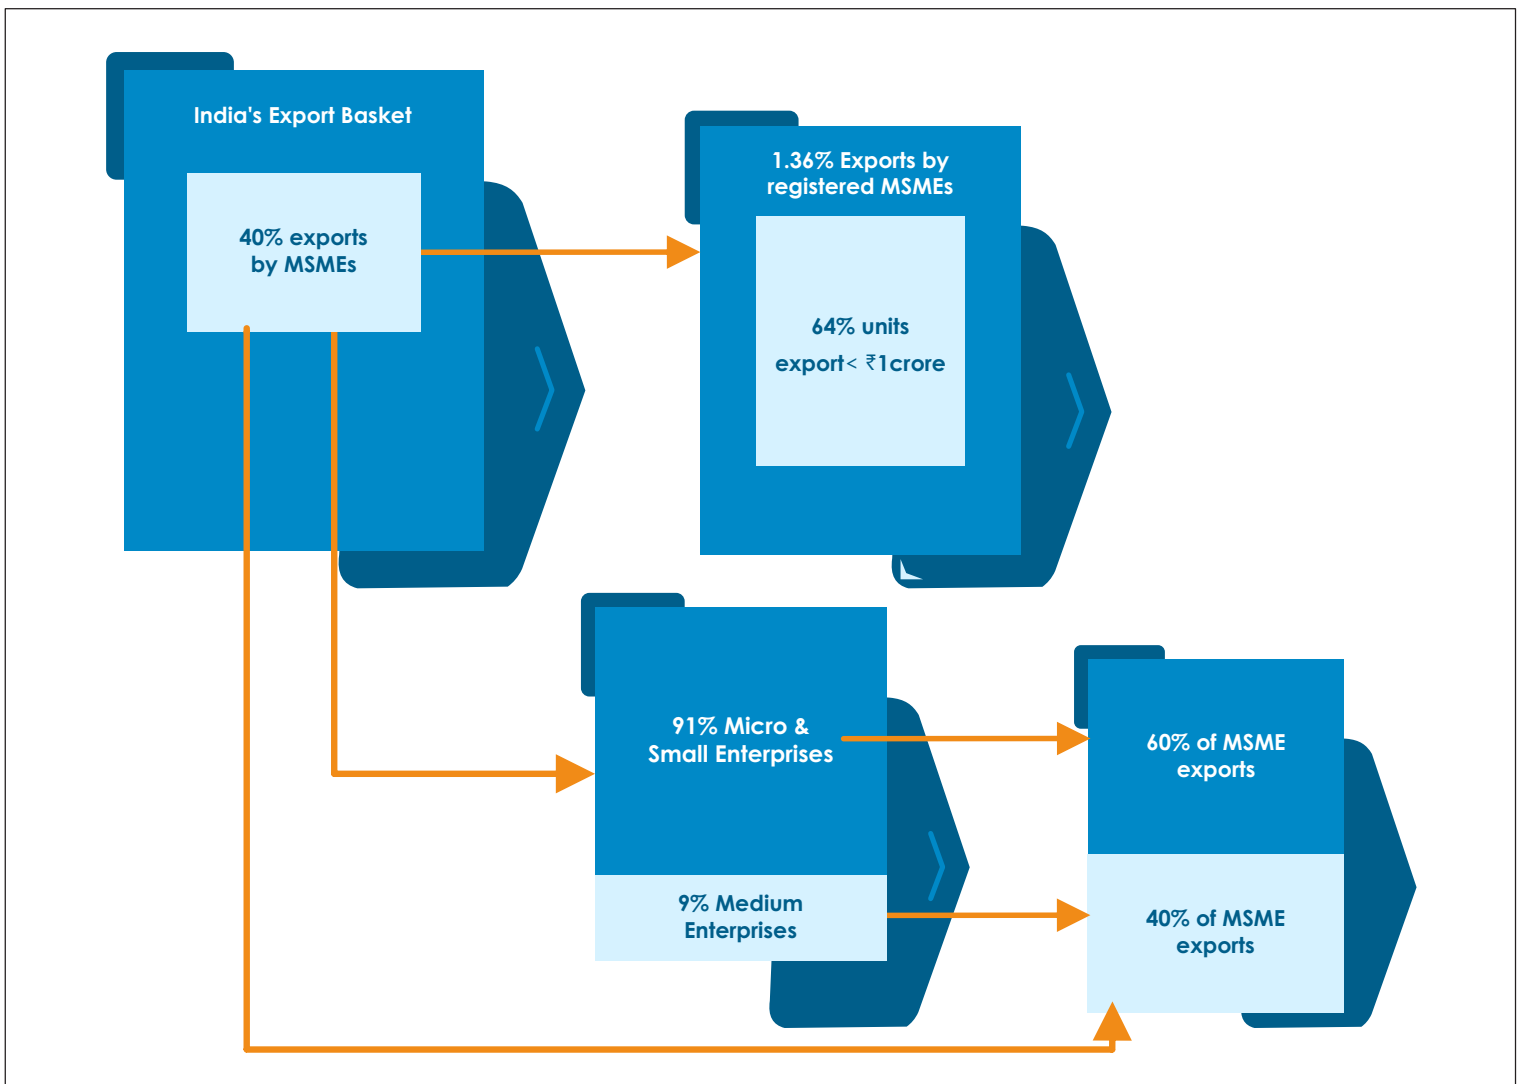 India's Export Basket
40% exports
by MSMEs
1.36% Exports by
registered MSMEs
64% units
export< ₹1crore
91% Micro &
Small Enterprises
9% Medium
Enterprises
60% of MSME
exports
40% of MSME
exports